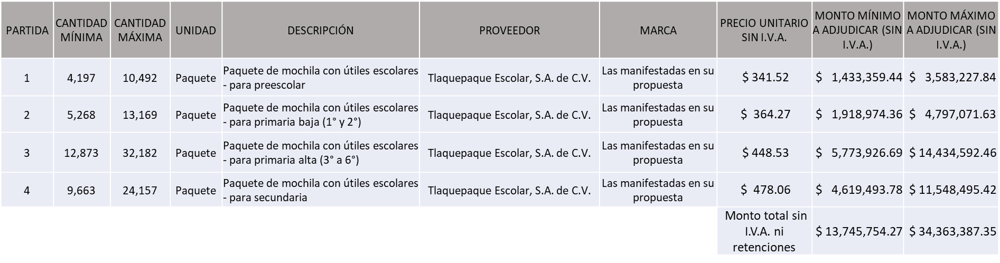 PARTIDA
CANTIDAD
MÍNIMA
CANTIDAD
MÁXIMA
UNIDAD
DESCRIPCIÓN
PROVEEDOR
MARCA
PRECIO UNITARIO
SIN I.V.A.
MONTO MÍNIMO
A ADJUDICAR (SIN
I.V.A.)
MONTO MÁXIMO
A ADJUDICAR (SIN
I.V.A.)
1
4,197
10,492
Paquete
Paquete de mochila con útiles escolares
- para preescolar
Tlaquepaque Escolar, S.A. de C.V.
Las manifestadas en su
propuesta
$ 341.52
$ 1,433,359.44
$ 3,583,227.84
2
5,268
13,169
Paquete
Paquete de mochila con útiles escolares
- para primaria baja (1° y 2°)
Tlaquepaque Escolar, S.A. de C.V.
Las manifestadas en su
propuesta
$ 364.27
$ 1,918,974.36
$ 4,797,071.63
3
12,873
32,182
Paquete
Paquete de mochila con útiles escolares
- para primaria alta (3° a 6°)
Tlaquepaque Escolar, S.A. de C.V.
Las manifestadas en su
propuesta
$ 448.53
$ 5,773,926.69
$ 14,434,592.46
4
9,663
24,157
Paquete
Paquete de mochila con útiles escolares
- para secundaria
Tlaquepaque Escolar, S.A. de C.V.
Las manifestadas en su
propuesta
$ 478.06
$ 4,619,493.78
$ 11,548,495.42
Monto total sin
I.V.A. ni
retenciones
$ 13,745,754.27
$ 34,363,387.35